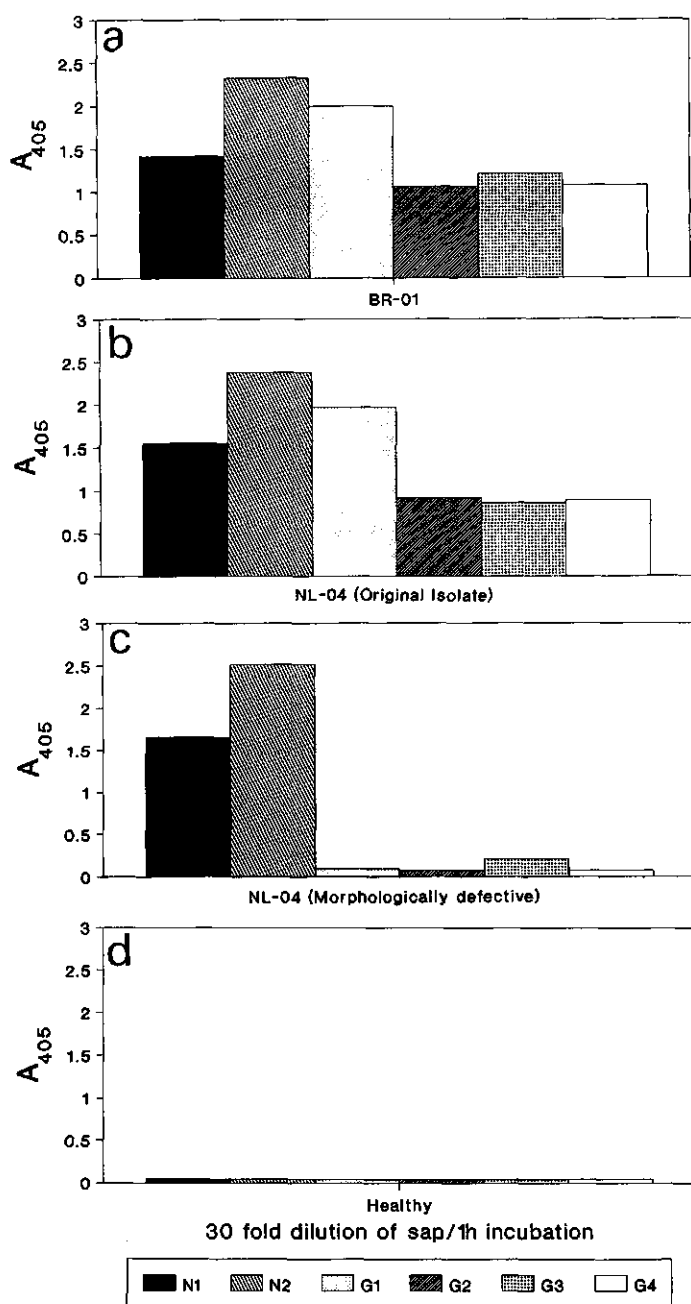 a
3
2.5
2
1.5
1
0.5
0
A405
BR-01
b
3
2.5
2
1.5
1
0.5
0
A405
NL-04 (Original Isolate)
c
3
2.5
2
1.5
1
0.5
0
A405
NL-04 (Morphologically defective)
d
3
2.5
2
1.5
1
0.5
0
A405
Healthy
30 fold dilution of sap/1h incubation
N1 N2 G1 G2 G3 G4